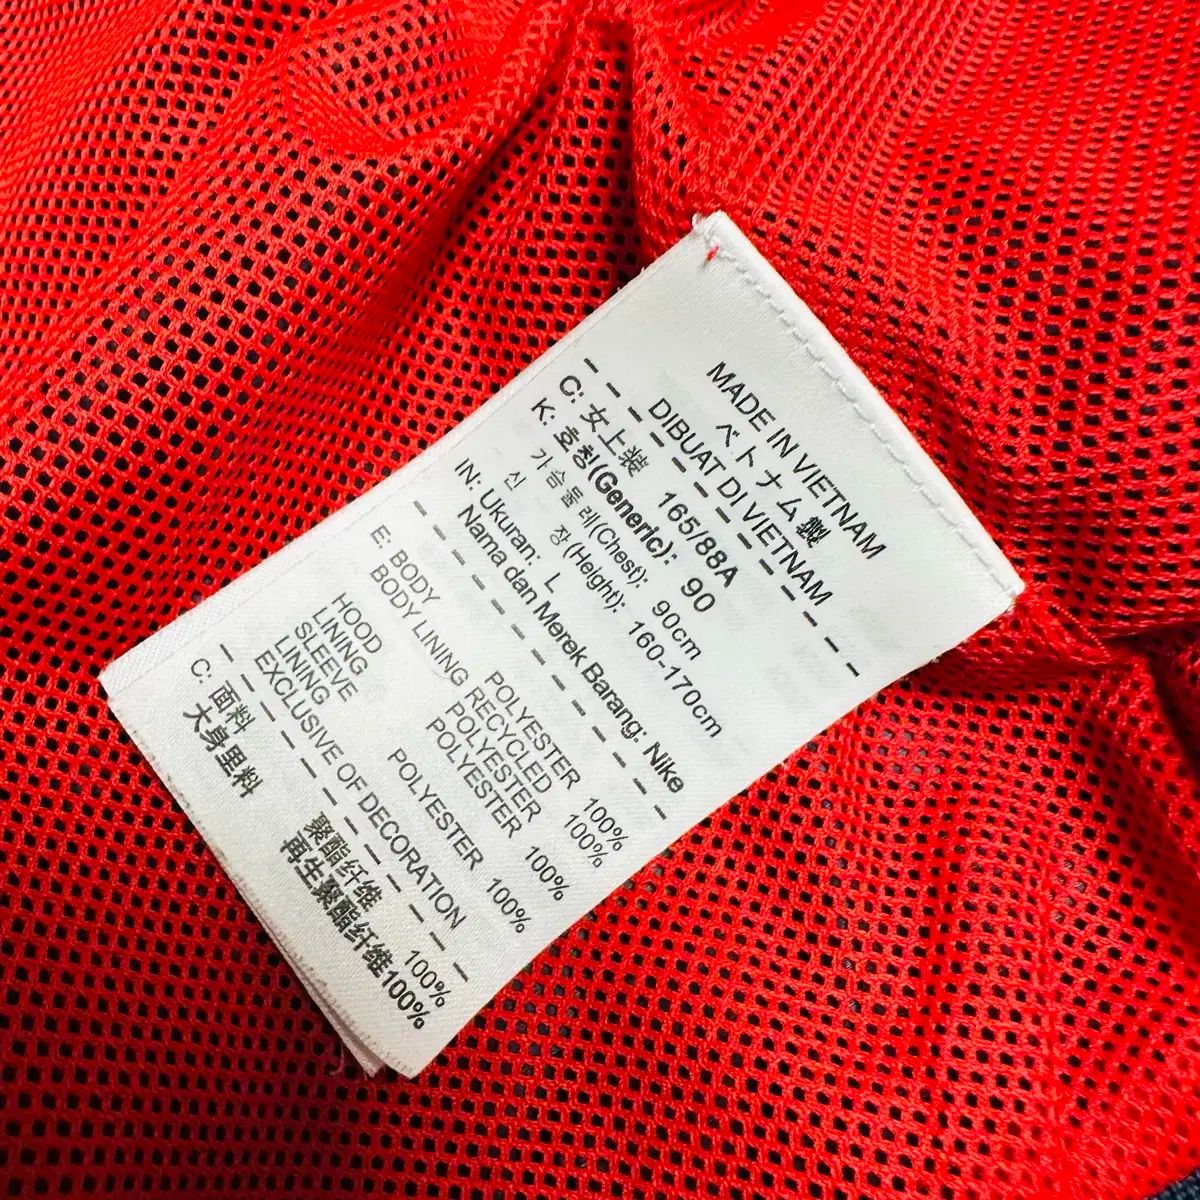 MADE IN VIETNAM
ベトナム製
DIBUAT DI VIETNAM
C: 女上装 165/88A
K: 호칭(Generic): 90
가슴둘레(Chest): 90cm
신 장(Height): 160-170cm
IN: Ukuran: L
Nama dan Merek Barang: Nike
E: BODY POLYESTER 100%
BODY LINING RECYCLED
POLYESTER 100%
HOOD POLYESTER 100%
LINING
SLEEVE POLYESTER 100%
LINING
EXCLUSIVE OF DECORATION
C: 面料 聚酯纤维 100%
大身里料 再生聚酯纤维100%